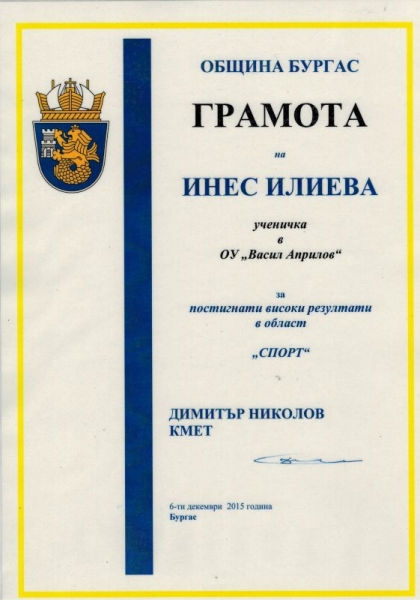 ОБЩИНА БУРГАС
ГРАМОТА
на
ИНЕС ИЛИЕВА
ученичка
в
ОУ „Васил Априлов“
за
постигнати високи резултати
в област
„СПОРТ“
ДИМИТЪР НИКОЛОВ
КМЕТ
6-ти декември 2015 година
Бургас